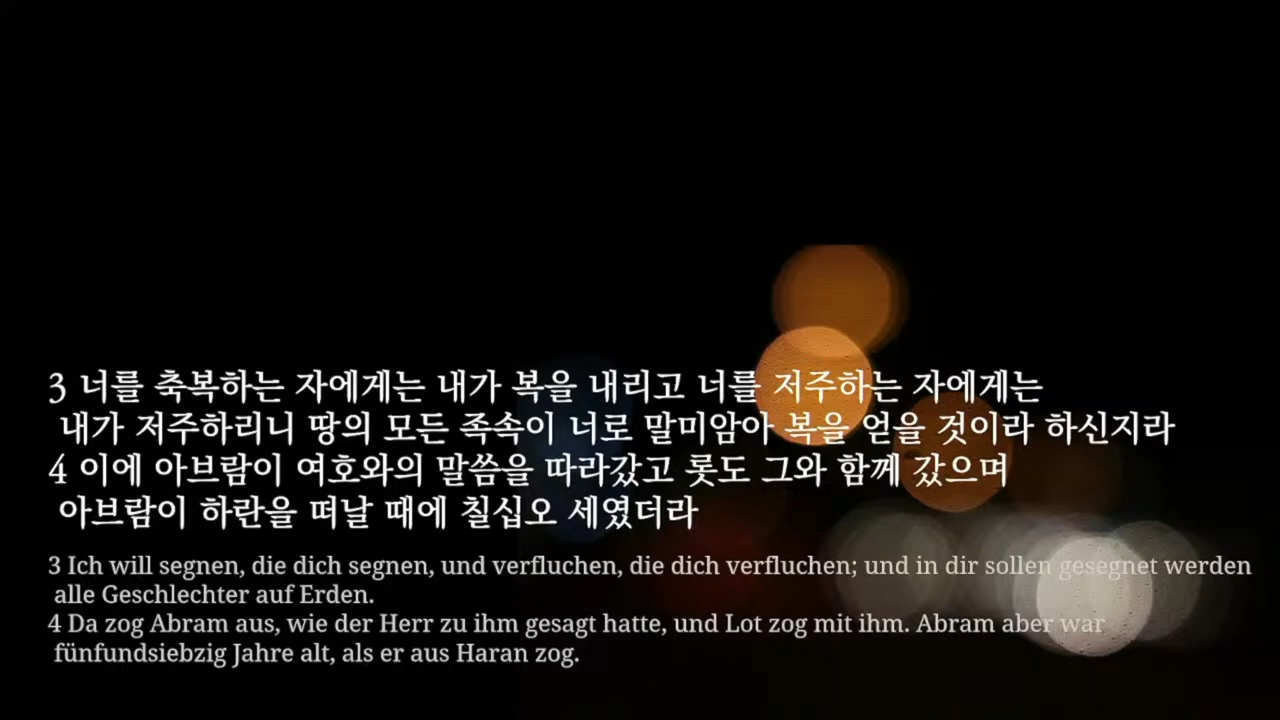 3 너를 축복하는 자에게는 내가 복을 내리고 너를 저주하는 자에게는
내가 저주하리니 땅의 모든 족속이 너로 말미암아 복을 얻을 것이라 하신지라
4 이에 아브람이 여호와의 말씀을 따라갔고 롯도 그와 함께 갔으며
아브람이 하란을 떠날 때에 칠십오 세였더라
3 Ich will segnen, die dich segnen, und verfluchen, die dich verfluchen; und in dir sollen gesegnet werden
alle Geschlechter auf Erden.
4 Da zog Abram aus, wie der Herr zu ihm gesagt hatte, und Lot zog mit ihm. Abram aber war
fünfundsiebzig Jahre alt, als er aus Haran zog.